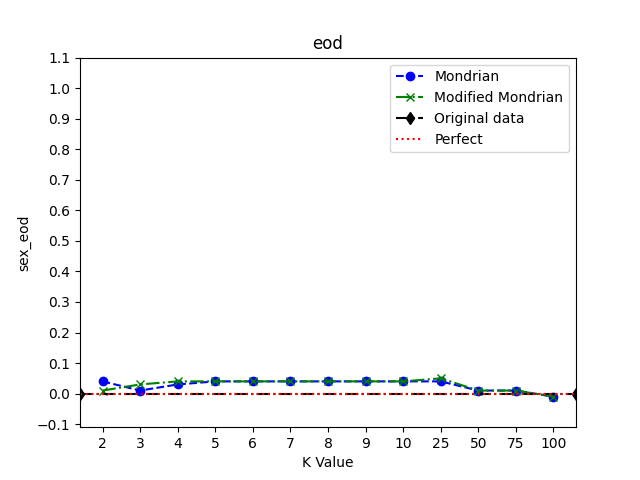 eod
1.1
1.0
0.9
0.8
0.7
0.6
0.5
0.4
0.3
0.2
0.1
0.0
−0.1
sex_eod
Mondrian
Modified Mondrian
Original data
Perfect
2 3 4 5 6 7 8 9 10 25 50 75 100
K Value